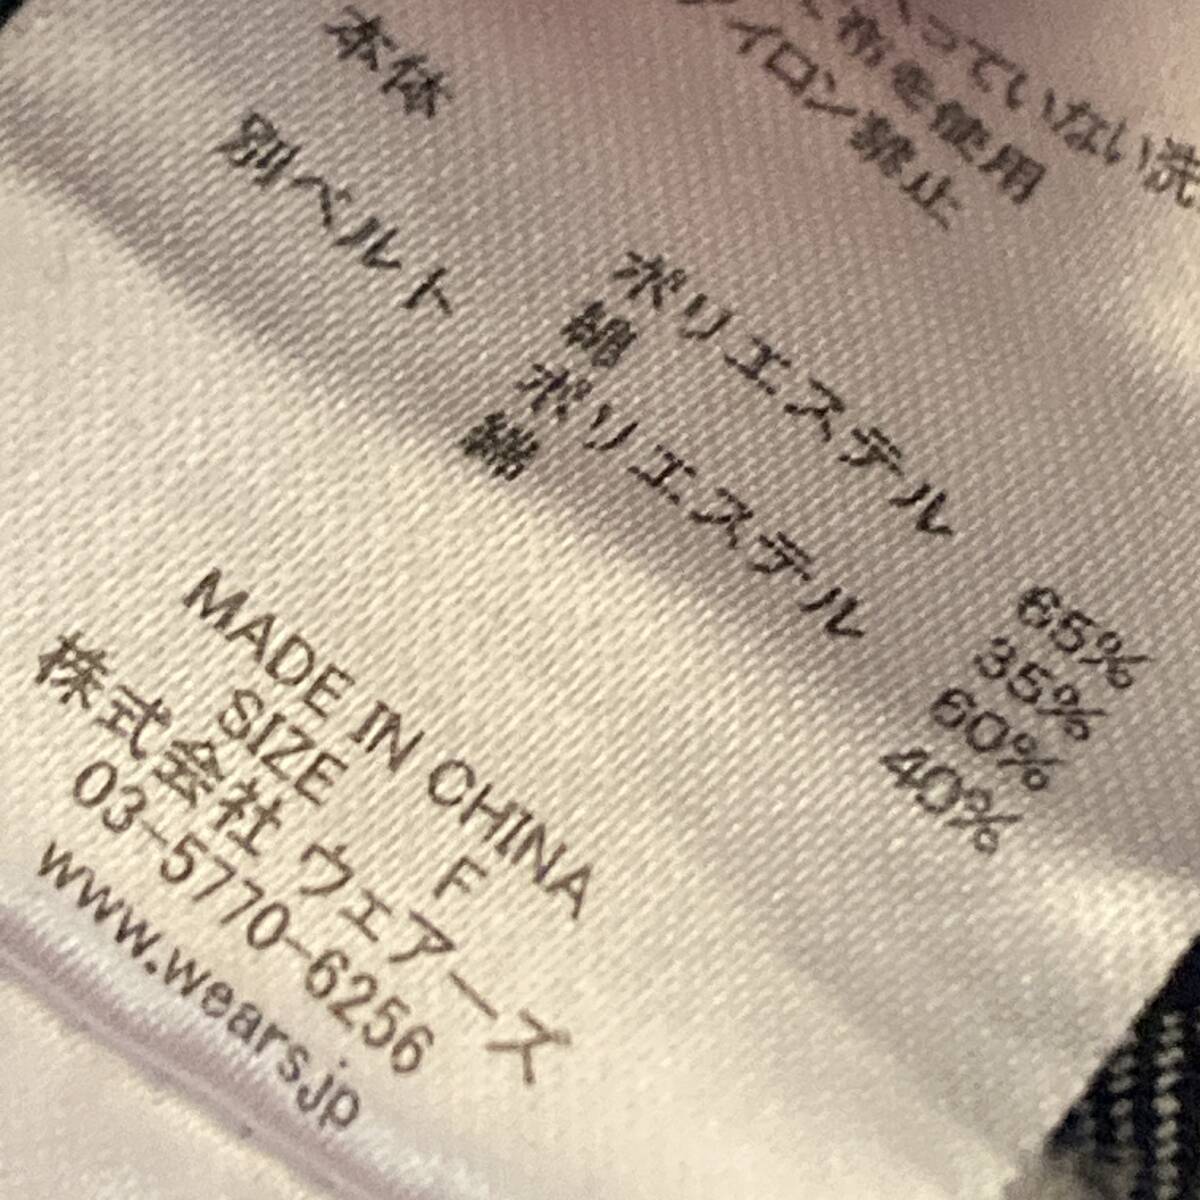 っていない洗
布を使用
アイロン禁止
本体
ポリエステル 65%
綿 35%
別ベルト
ポリエステル 60%
綿 40%
MADE IN CHINA
SIZE F
株式会社 ウェアーズ
03-5770-6256
www.wears.jp